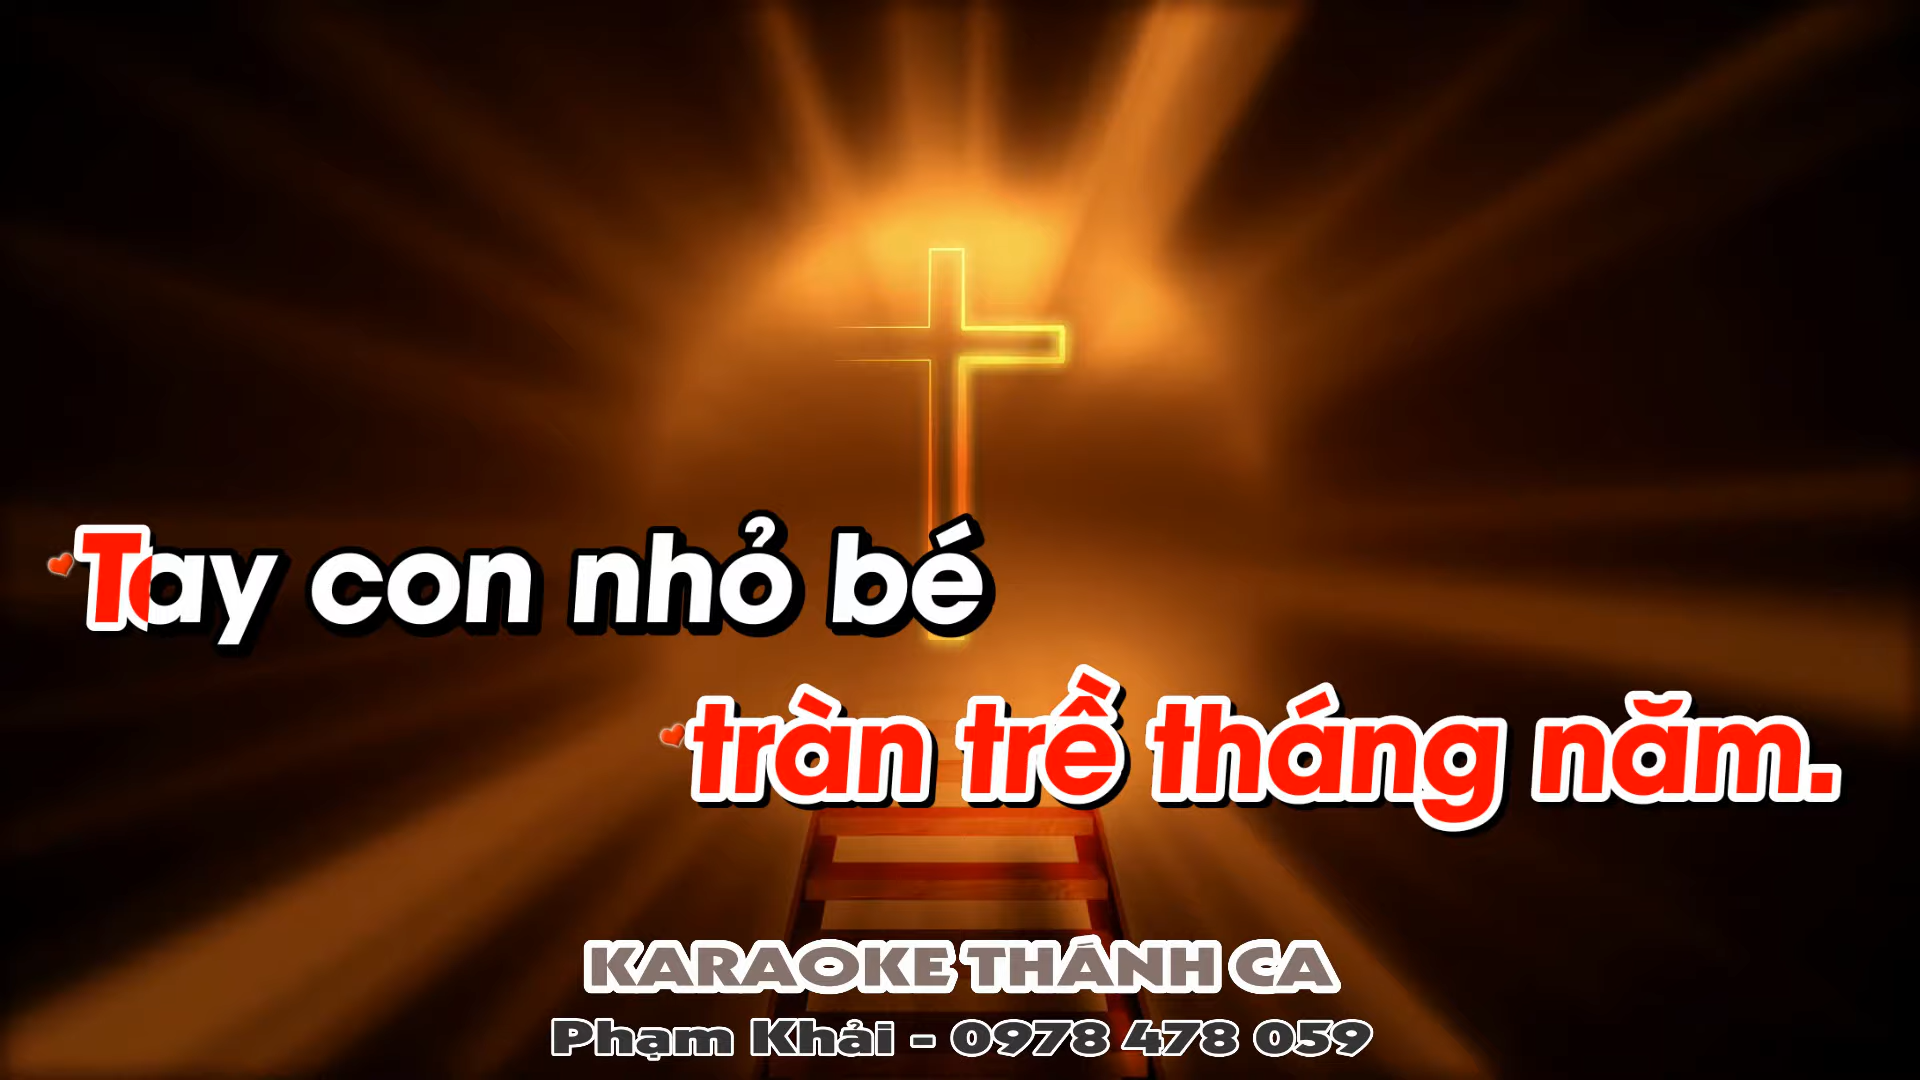 Tay con nhỏ bé
tràn trề tháng năm.
KARAOKE THÁNH CA
Phạm Khải - 0978 478 059